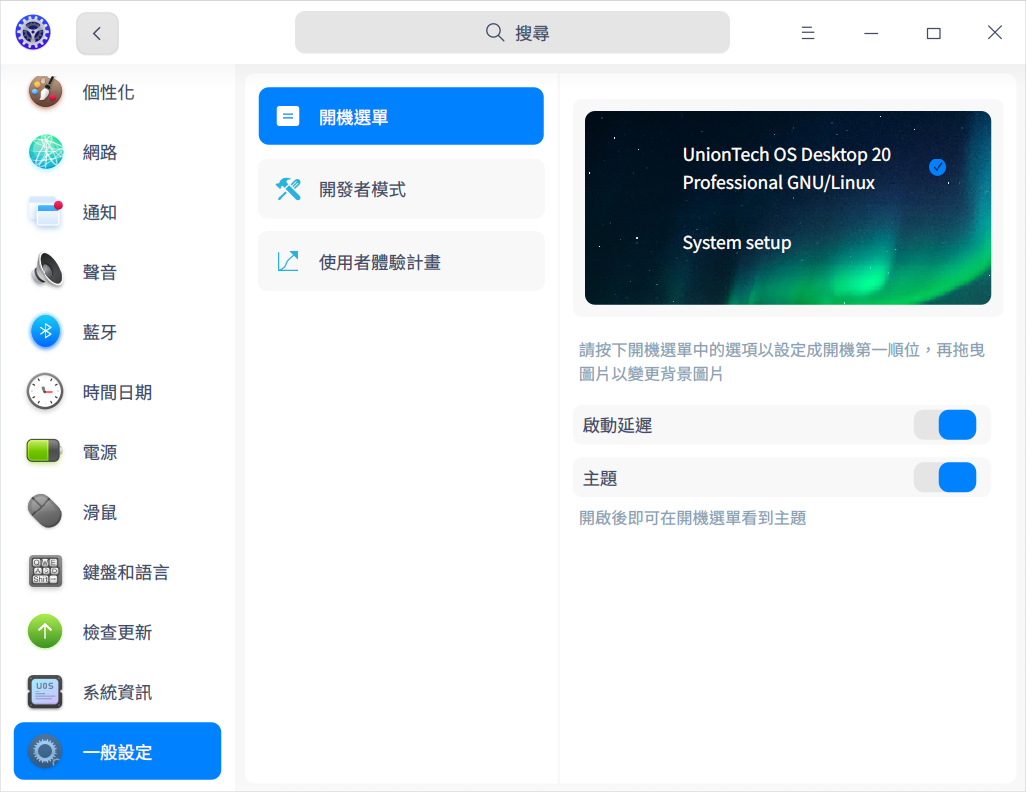 搜尋
個性化
網路
通知
聲音
藍牙
時間日期
電源
滑鼠
鍵盤和語言
檢查更新
UOS
系統資訊
一般設定
開機選單
開發者模式
使用者體驗計畫
UnionTech OS Desktop 20
Professional GNU/Linux
System setup
請按下開機選單中的選項以設定成開機第一順位，再拖曳
圖片以變更背景圖片
啟動延遲
主題
開啟後即可在開機選單看到主題